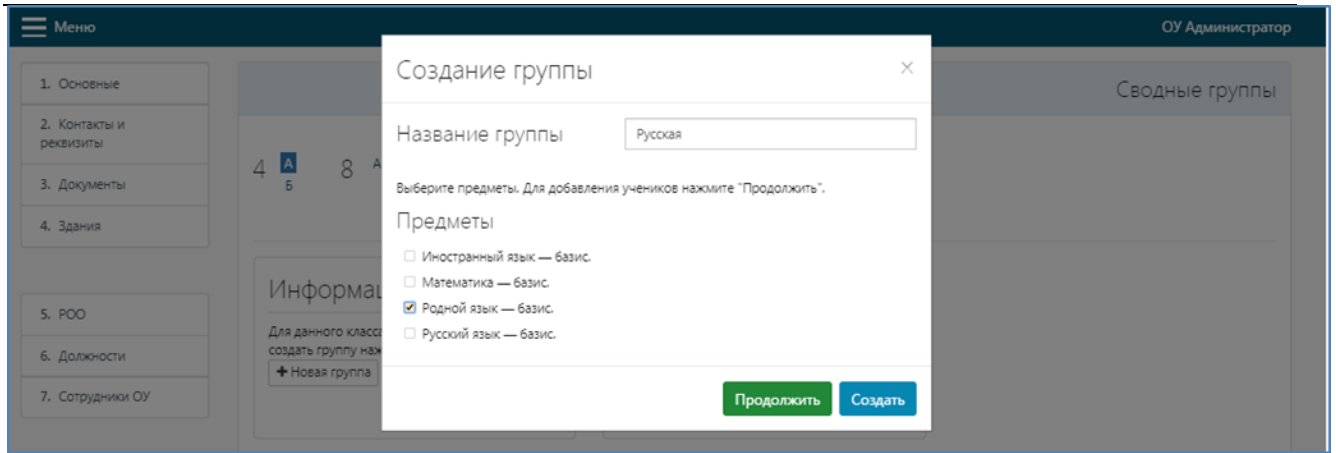 Меню
ОУ Администратор
1. Основные
2. Контакты и
реквизиты
3. Документы
4. Здания
5. РОО
6. Должности
7. Сотрудники ОУ
Сводные группы
4 А 8 А
Б
Информац
Для данного класса
создать группу наж
+ Новая группа
Создание группы ×
Название группы Русская
Выберите предметы. Для добавления учеников нажмите "Продолжить".
Предметы
Иностранный язык — базис.
Математика — базис.
Родной язык — базис.
Русский язык — базис.
Продолжить Создать